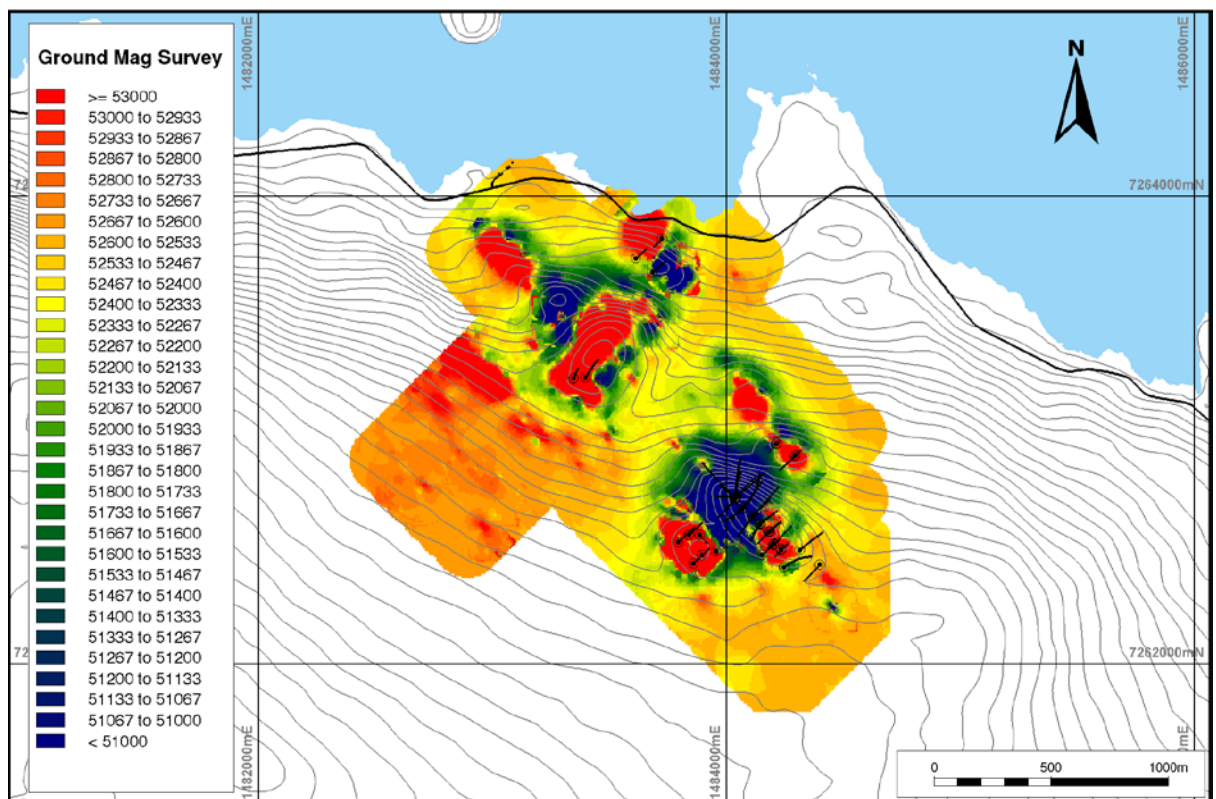 Ground Mag Survey
>= 53000
53000 to 52933
52933 to 52867
52867 to 52800
52800 to 52733
52733 to 52667
52667 to 52600
52600 to 52533
52533 to 52467
52467 to 52400
52400 to 52333
52333 to 52267
52267 to 52200
52200 to 52133
52133 to 52067
52067 to 52000
52000 to 51933
51933 to 51867
51867 to 51800
51800 to 51733
51733 to 51667
51667 to 51600
51600 to 51533
51533 to 51467
51467 to 51400
51400 to 51333
51333 to 51267
51267 to 51200
51200 to 51133
51133 to 51067
51067 to 51000
< 51000
1482000mE
1484000mE
1486000mE
N
7264000mN
7262000mN
1482000mE
1484000mE
0 500 1000m